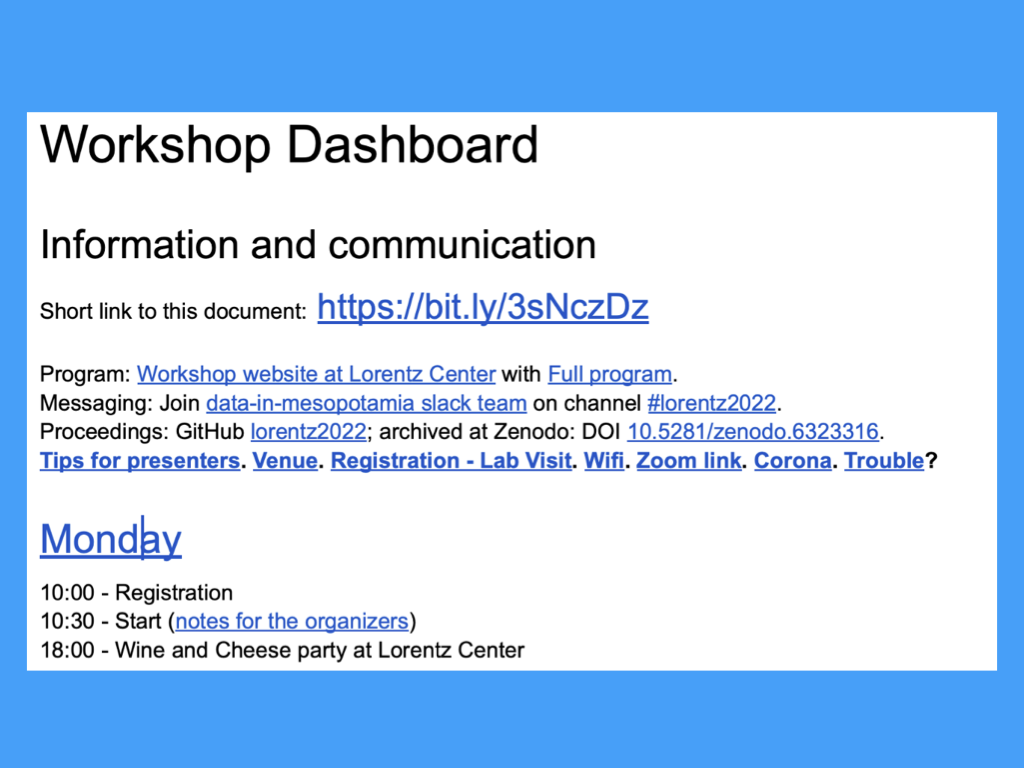 Workshop Dashboard
Information and communication
Short link to this document: https://bit.ly/3sNczDz
Program: Workshop website at Lorentz Center with Full program.
Messaging: Join data-in-mesopotamia slack team on channel #lorentz2022.
Proceedings: GitHub lorentz2022; archived at Zenodo: DOI 10.5281/zenodo.6323316.
Tips for presenters. Venue. Registration - Lab Visit. Wifi. Zoom link. Corona. Trouble?
Monday
10:00 - Registration
10:30 - Start (notes for the organizers)
18:00 - Wine and Cheese party at Lorentz Center